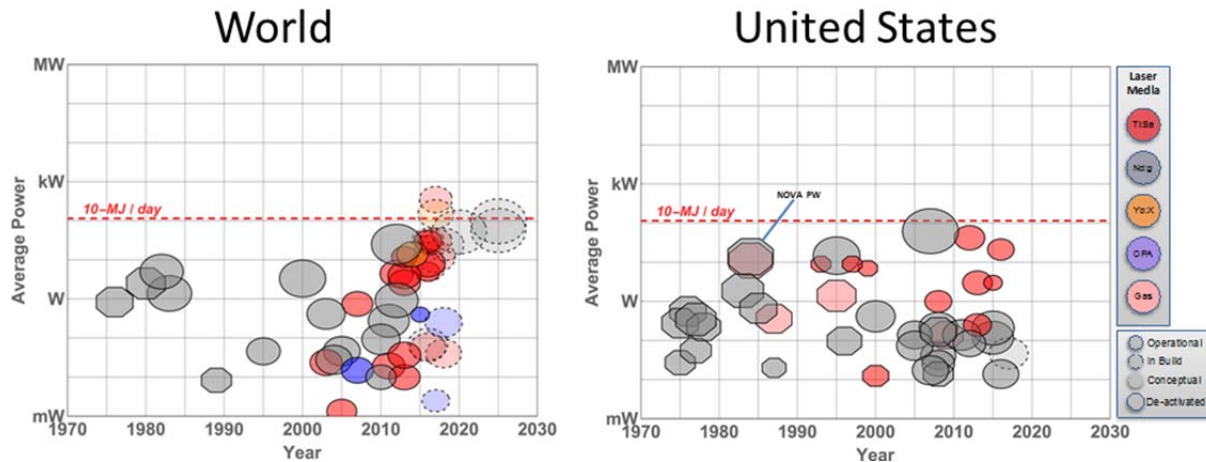 World
United States
MW
kW
W
mW
Average Power
10-MJ / day
1970 1980 1990 2000 2010 2020 2030
Year
MW
kW
W
mW
Average Power
10-MJ / day
NOVA PW
1970 1980 1990 2000 2010 2020 2030
Year
Laser
Media
TiSa
Nd:g
Yb:X
OPA
Gas
Operational
In Build
Conceptual
De-activated